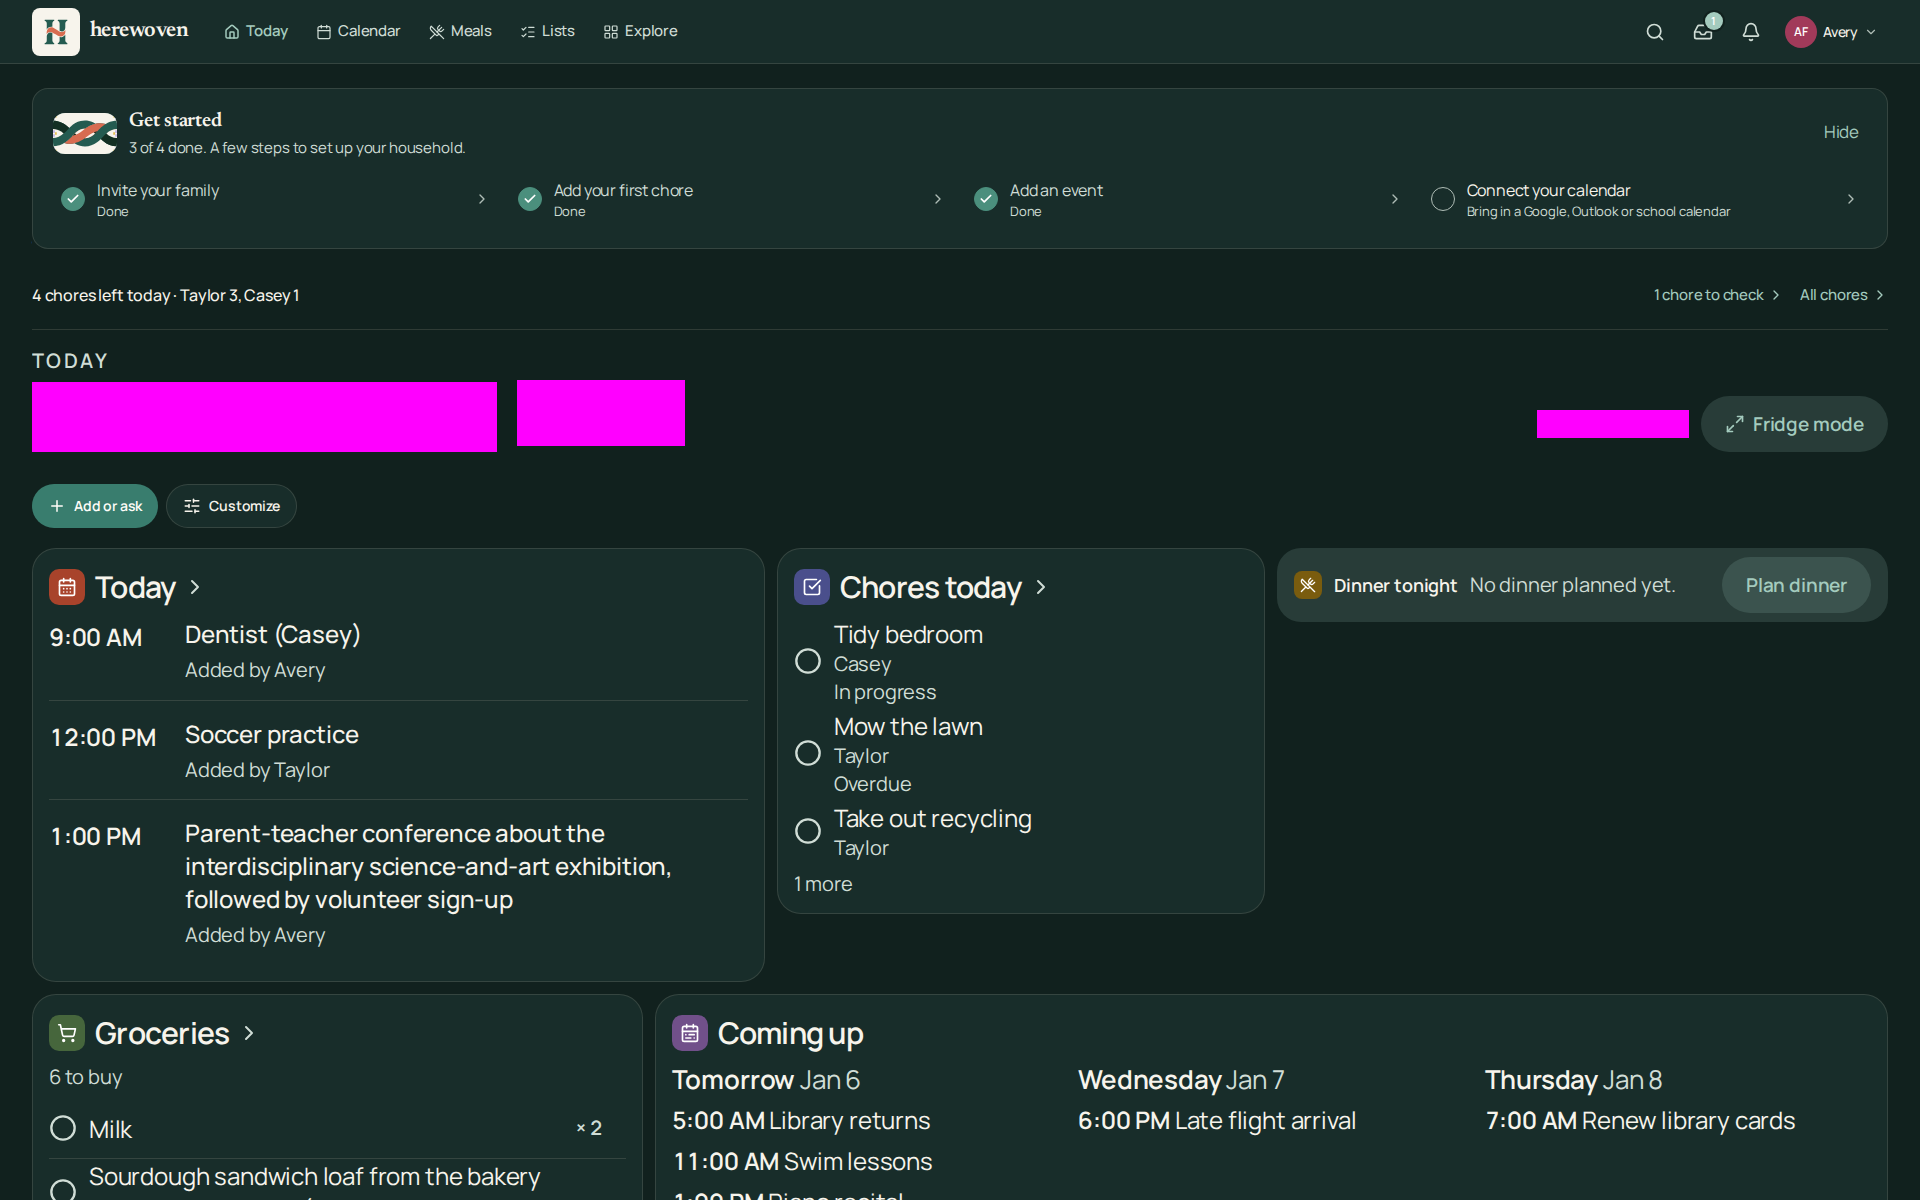 herewoven
Today
Calendar
Meals
Lists
Explore
1
AF
Avery
Get started
3 of 4 done. A few steps to set up your household.
Hide
Invite your family
Done
Add your first chore
Done
Add an event
Done
Connect your calendar
Bring in a Google, Outlook or school calendar
4 chores left today · Taylor 3, Casey 1
1 chore to check
All chores
TODAY
Fridge mode
Add or ask
Customize
Today
9:00 AM Dentist (Casey)
Added by Avery
12:00 PM Soccer practice
Added by Taylor
1:00 PM Parent-teacher conference about the
interdisciplinary science-and-art exhibition,
followed by volunteer sign-up
Added by Avery
Chores today
Tidy bedroom
Casey
In progress
Mow the lawn
Taylor
Overdue
Take out recycling
Taylor
1 more
Dinner tonight No dinner planned yet.
Plan dinner
Groceries
6 to buy
Milk × 2
Sourdough sandwich loaf from the bakery
Coming up
Tomorrow Jan 6
5:00 AM Library returns
11:00 AM Swim lessons
1:00 PM Piano recital
Wednesday Jan 7
6:00 PM Late flight arrival
Thursday Jan 8
7:00 AM Renew library cards